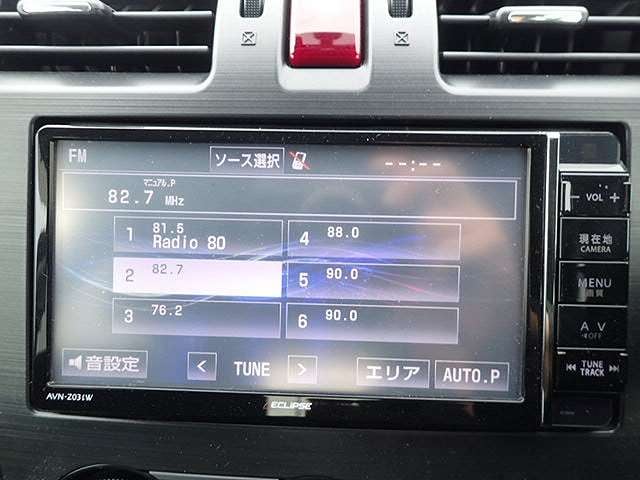 FM
ソース選択
--:--
マニュアル.P
82.7 MHz
1 81.5 Radio 80
2 82.7
3 76.2
4 88.0
5 90.0
6 90.0
音設定
< TUNE >
エリア
AUTO.P
AVN-Z03iW
ECLIPSE
VOL +
現在地
CAMERA
MENU
画質
AV
OFF
TUNE
TRACK